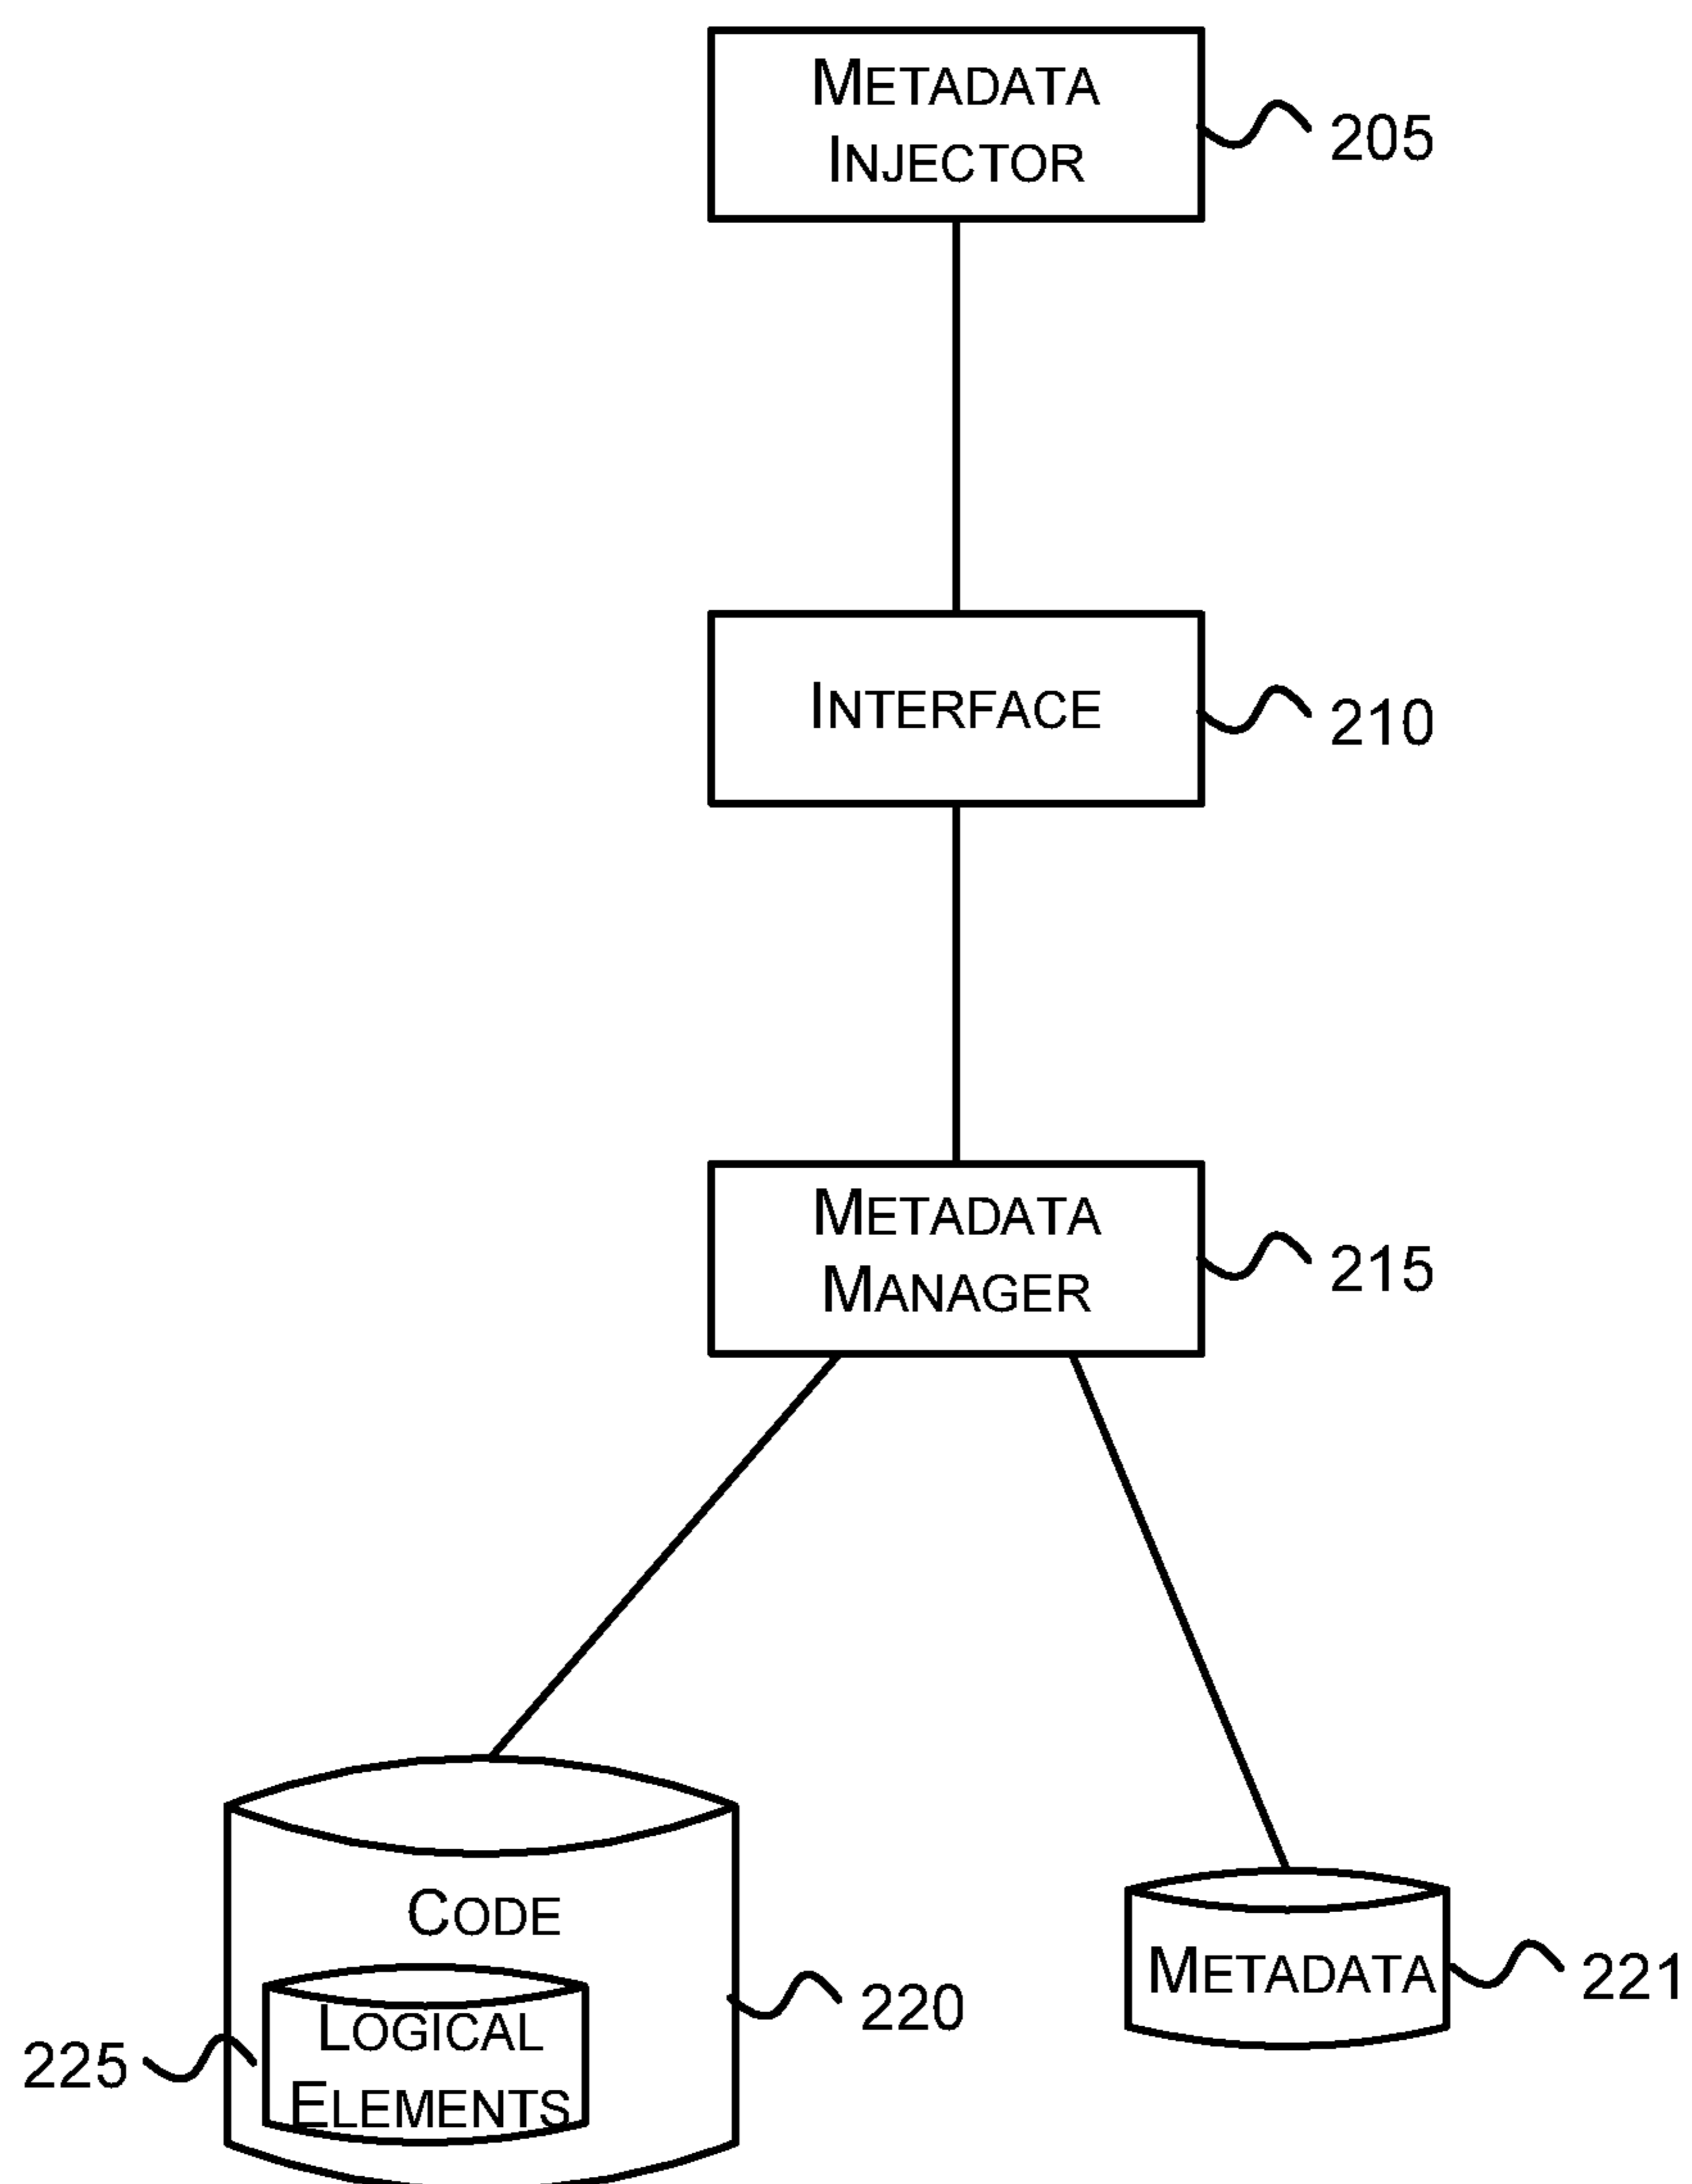 METADATA
INJECTOR
205
INTERFACE
210
METADATA
MANAGER
215
CODE
LOGICAL
ELEMENTS
220
225
METADATA
221